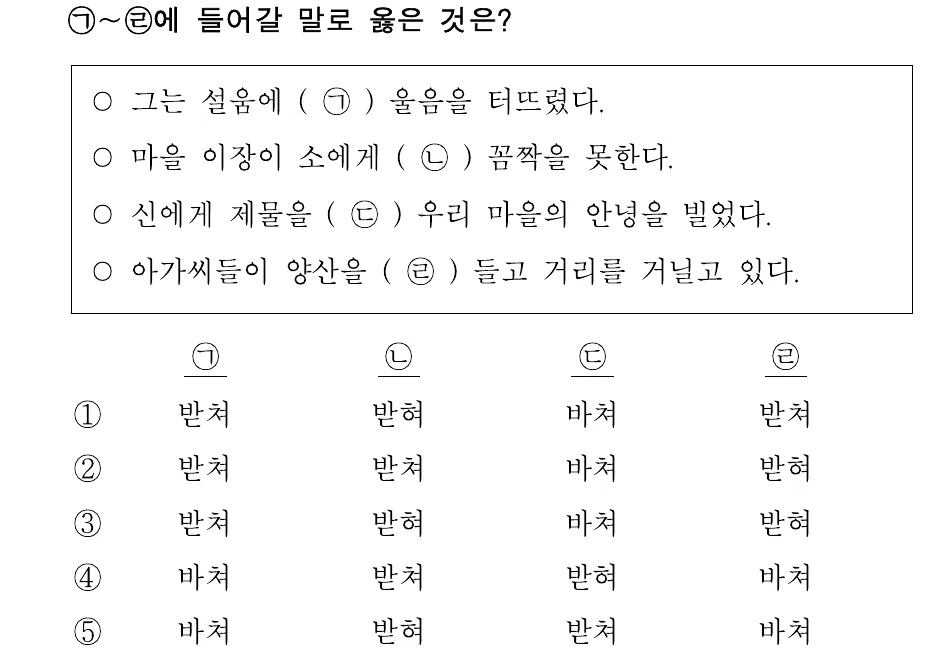 ㉠~㉣에 들어갈 말로 옳은 것은?
○ 그는 설움에 ( ㉠ ) 울음을 터뜨렸다.
○ 마을 이장이 소에게 ( ㉡ ) 꼼짝을 못한다.
○ 신에게 제물을 ( ㉢ ) 우리 마을의 안녕을 빌었다.
○ 아가씨들이 양산을 ( ㉣ ) 들고 거리를 거닐고 있다.
㉠ ㉡ ㉢ ㉣
① 받쳐 받혀 바쳐 받쳐
② 받쳐 받쳐 바쳐 받혀
③ 받쳐 받혀 바쳐 받혀
④ 바쳐 받쳐 받혀 바쳐
⑤ 바쳐 받혀 받쳐 바쳐